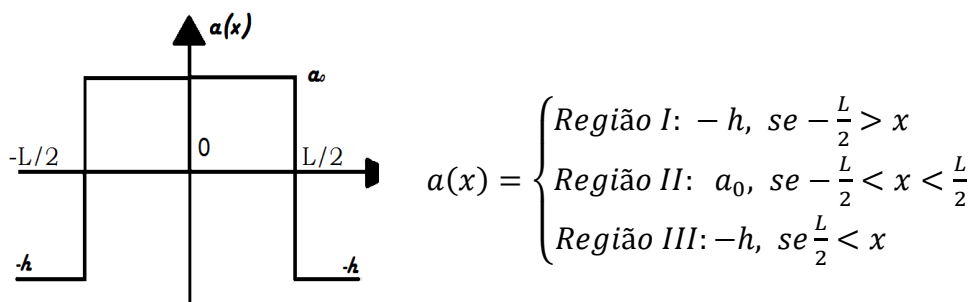 a(x)
a₀
-L/2 0 L/2
-h -h
a(x) = { Região I: − h, se − L/2 > x
Região II: a₀, se − L/2 < x < L/2
Região III: −h, se L/2 < x